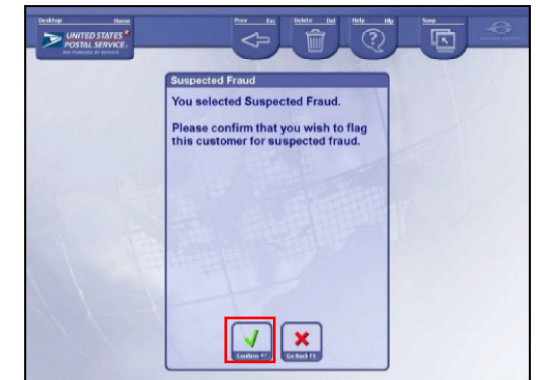 Desktop Home
Prev Esc
Delete Del
Help Hlp
Susp
UNITED STATES
POSTAL SERVICE
Suspected Fraud
You selected Suspected Fraud.
Please confirm that you wish to flag
this customer for suspected fraud.
Confirm
Go Back F1